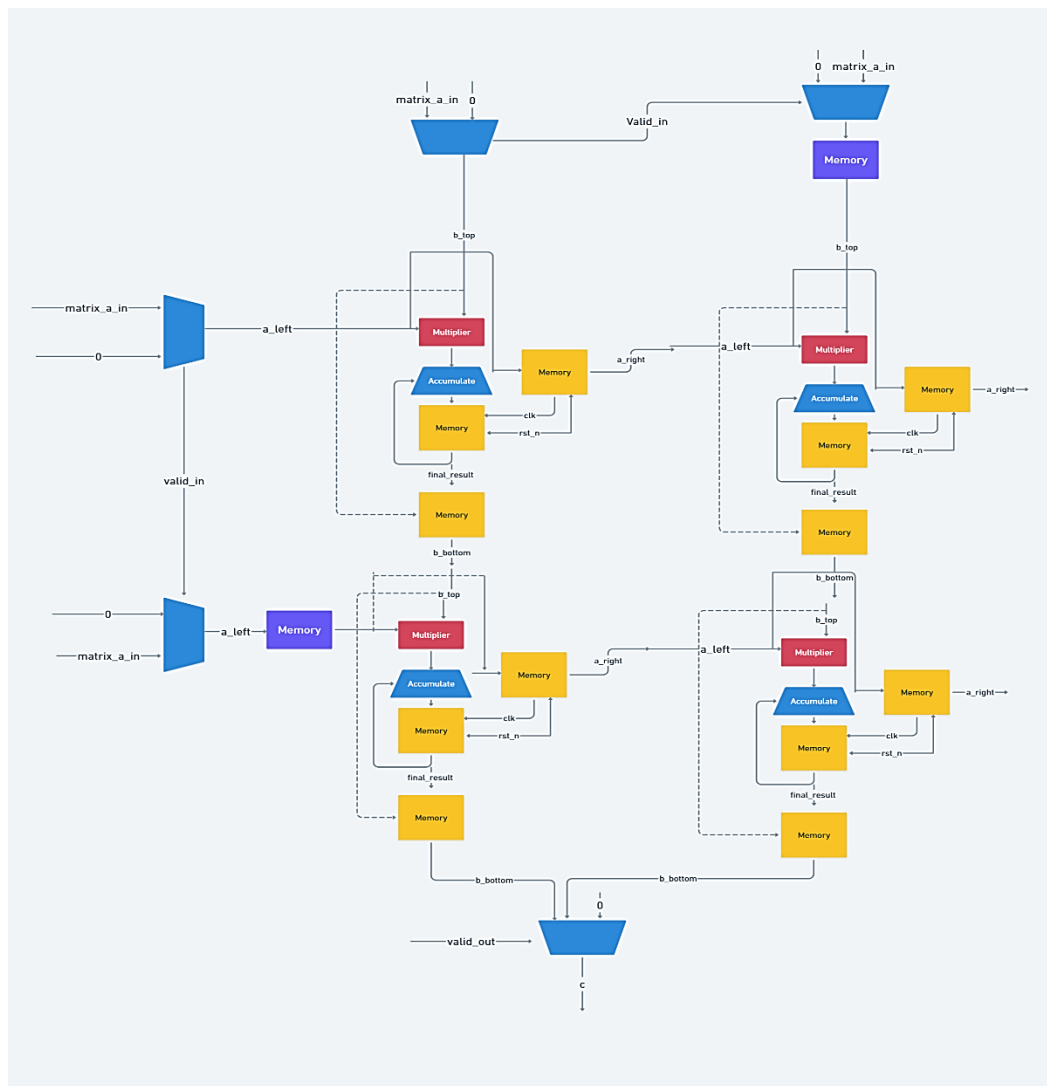 0
matrix_a_in
matrix_a_in
0
Valid_in
Memory
b_top
b_top
matrix_a_in
a_left
Multiplier
0
a_left
Multiplier
a_right
Memory
Accumulate
Memory
a_right
Accumulate
clk
Memory
rst_n
clk
Memory
rst_n
final_result
valid_in
final_result
Memory
Memory
b_bottom
b_bottom
b_top
0
b_top
a_left
Memory
Multiplier
matrix_a_in
a_right
a_left
Multiplier
Memory
Accumulate
Memory
a_right
Accumulate
clk
Memory
rst_n
clk
Memory
rst_n
final_result
final_result
Memory
Memory
b_bottom
b_bottom
0
valid_out
c